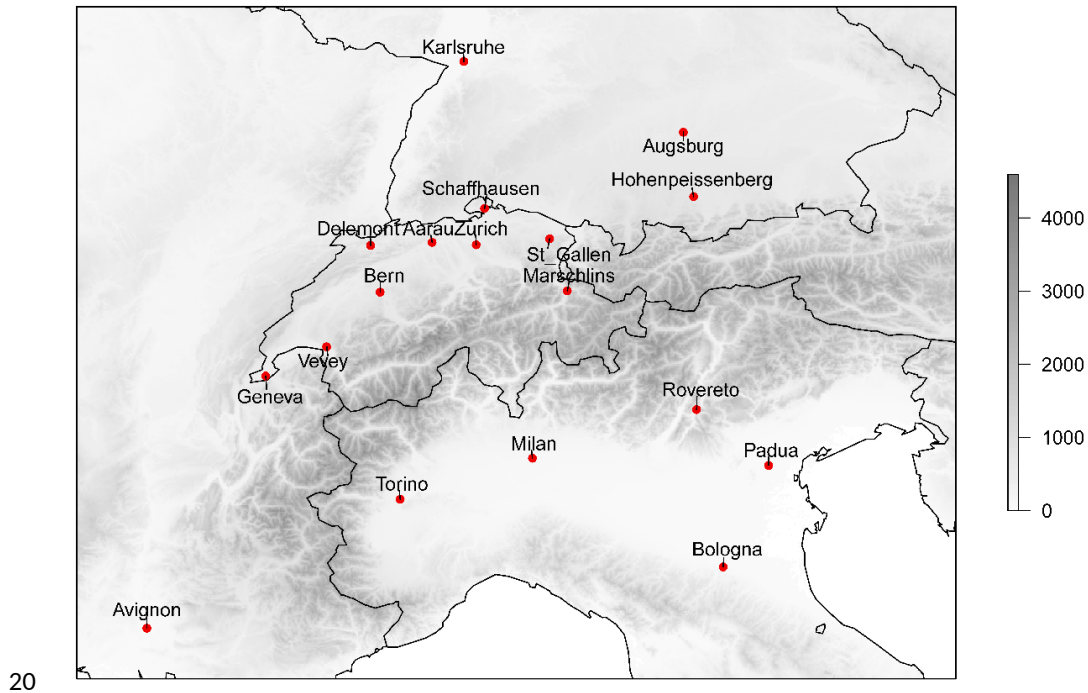 Karlsruhe
Augsburg
Hohenpeissenberg
Schaffhausen
Delemont Aarau Zurich
St_Gallen
Bern
Marschlins
Vevey
Geneva
Rovereto
Milan
Padua
Torino
Bologna
Avignon
4000
3000
2000
1000
0
20